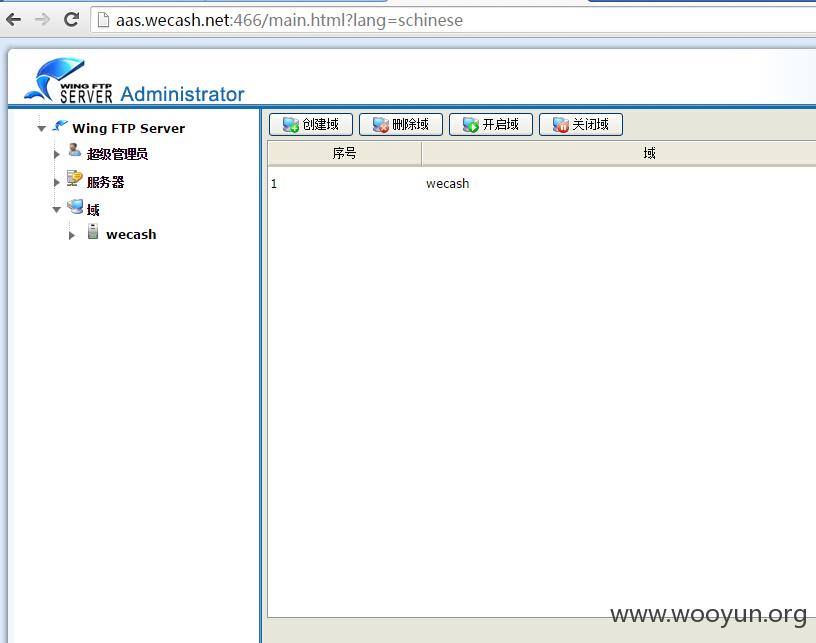 aas.wecash.net:466/main.html?lang=schinese
WING FTP
SERVER Administrator
Wing FTP Server
超级管理员
服务器
域
wecash
创建域 删除域 开启域 关闭域
序号 域
1 wecash
www.wooyun.org